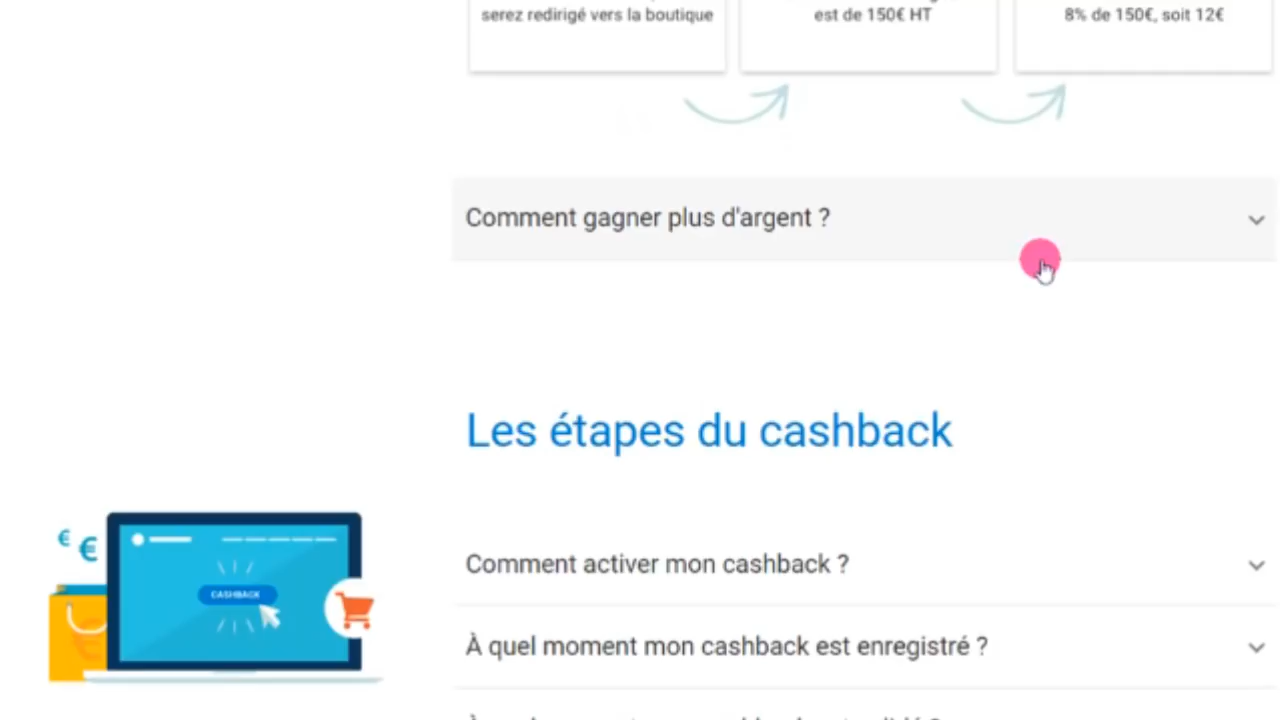 serez redirigé vers la boutique
est de 150€ HT
8% de 150€, soit 12€
Comment gagner plus d'argent ?
Les étapes du cashback
€ €
CASHBACK
Comment activer mon cashback ?
À quel moment mon cashback est enregistré ?